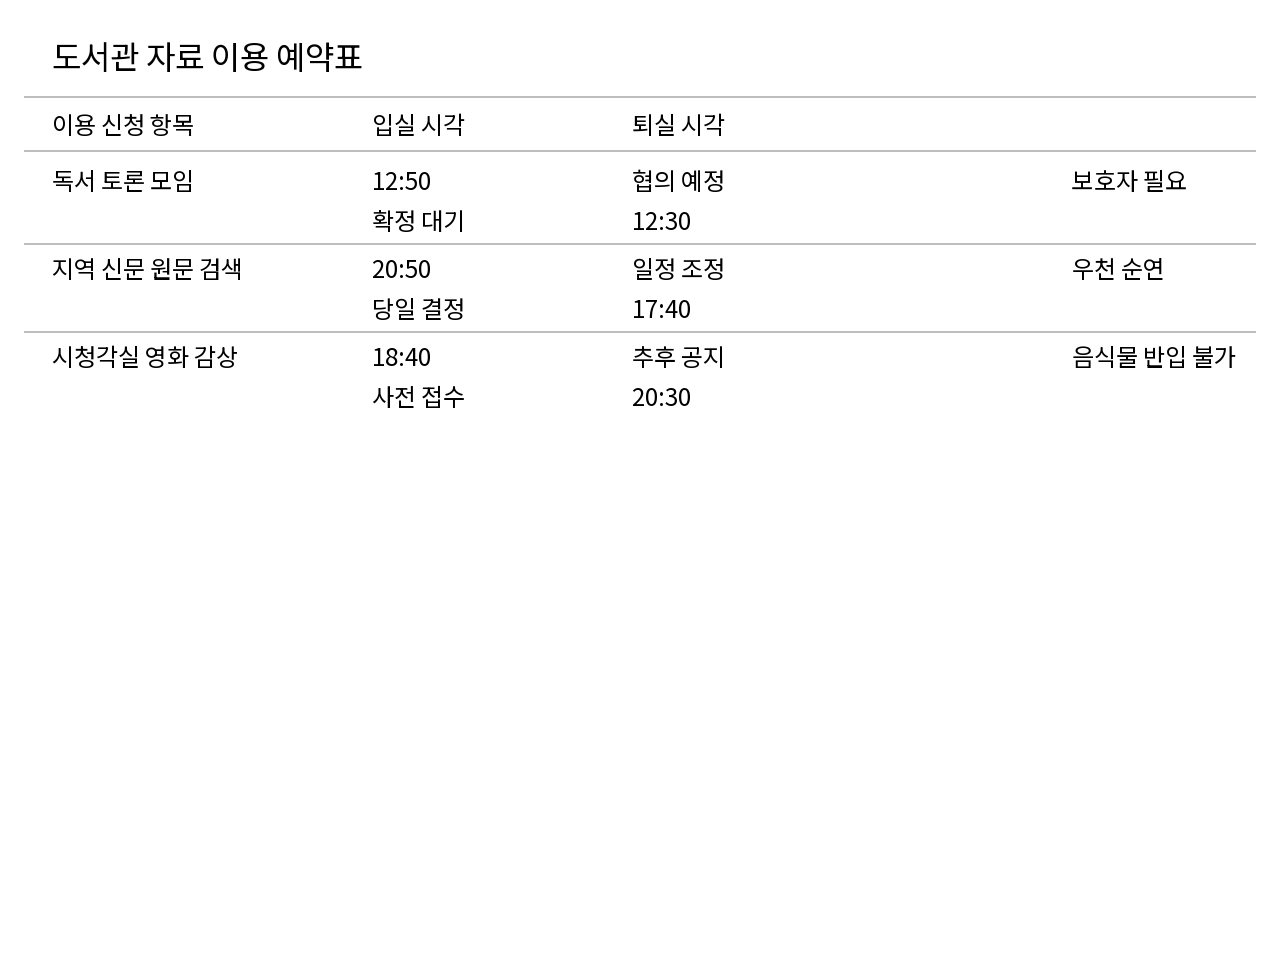 도서관 자료 이용 예약표
이용 신청 항목 입실 시각 퇴실 시각
독서 토론 모임 12:50 협의 예정 보호자 필요
확정 대기 12:30
지역 신문 원문 검색 20:50 일정 조정 우천 순연
당일 결정 17:40
시청각실 영화 감상 18:40 추후 공지 음식물 반입 불가
사전 접수 20:30